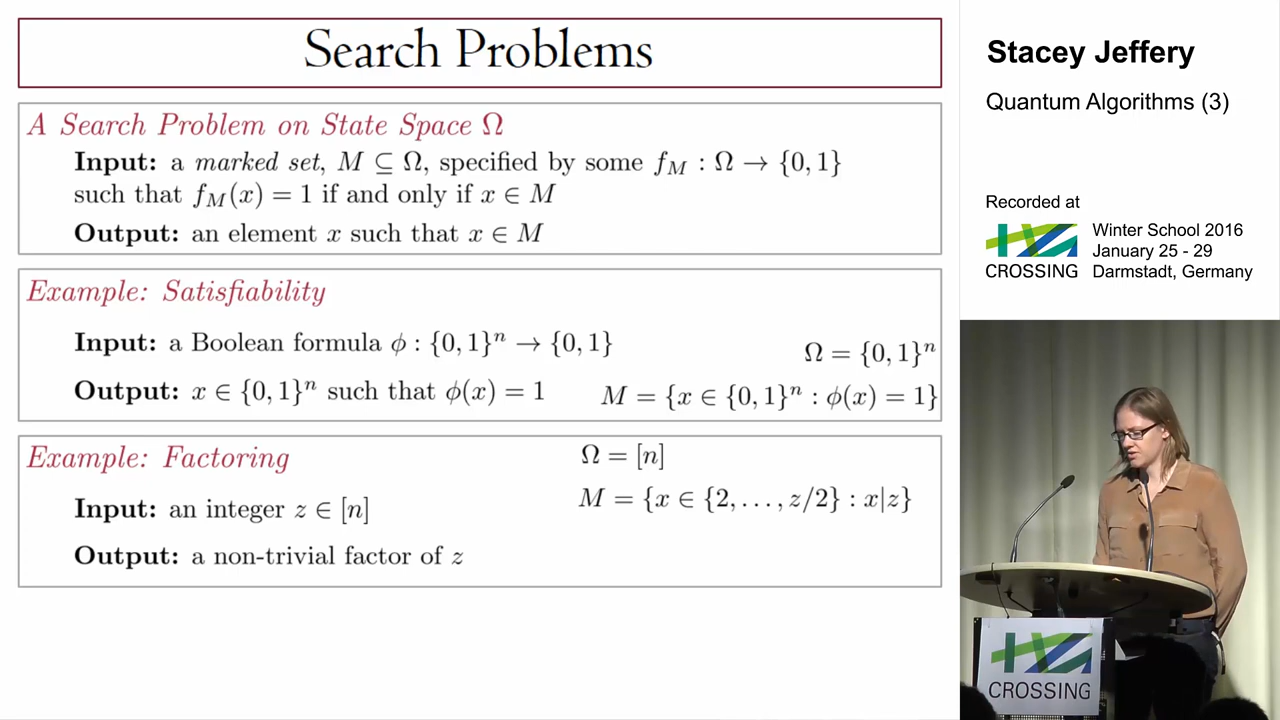 Search Problems
A Search Problem on State Space Ω
Input: a marked set, M ⊆ Ω, specified by some f_M : Ω → {0, 1}
such that f_M(x) = 1 if and only if x ∈ M
Output: an element x such that x ∈ M
Example: Satisfiability
Input: a Boolean formula ϕ : {0, 1}^n → {0, 1}
Ω = {0, 1}^n
Output: x ∈ {0, 1}^n such that ϕ(x) = 1
M = {x ∈ {0, 1}^n : ϕ(x) = 1}
Example: Factoring
Ω = [n]
M = {x ∈ {2, . . . , z/2} : x|z}
Input: an integer z ∈ [n]
Output: a non-trivial factor of z
Stacey Jeffery
Quantum Algorithms (3)
Recorded at
CROSSING
Winter School 2016
January 25 - 29
Darmstadt, Germany
CROSSING